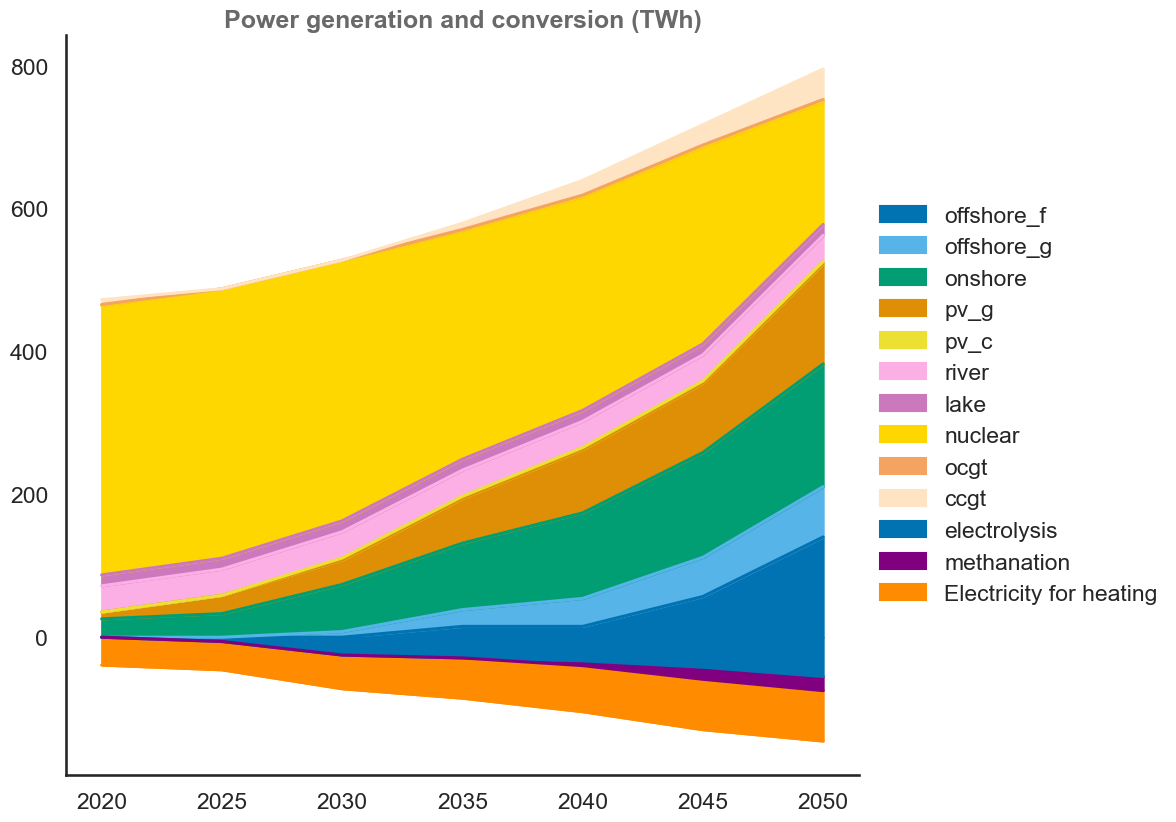 Power generation and conversion (TWh)
800
600
400
200
0
2020 2025 2030 2035 2040 2045 2050
offshore_f
offshore_g
onshore
pv_g
pv_c
river
lake
nuclear
ocgt
ccgt
electrolysis
methanation
Electricity for heating